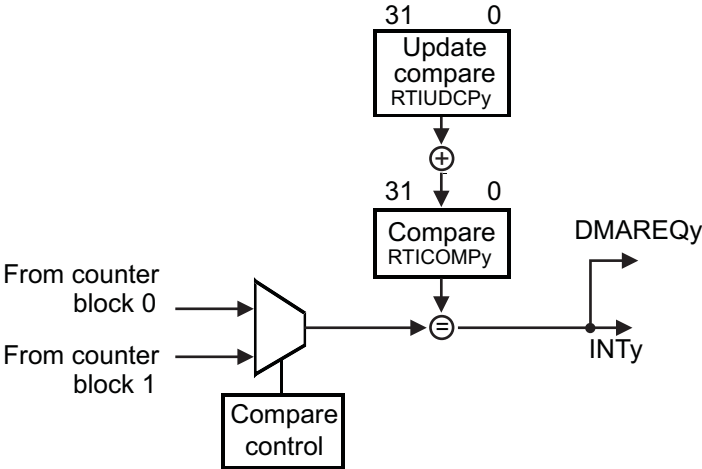 31 0
Update
compare
RTIUDCPy
+
31 0
Compare
RTICOMPy
DMAREQy
From counter
block 0
=
INTy
From counter
block 1
Compare
control